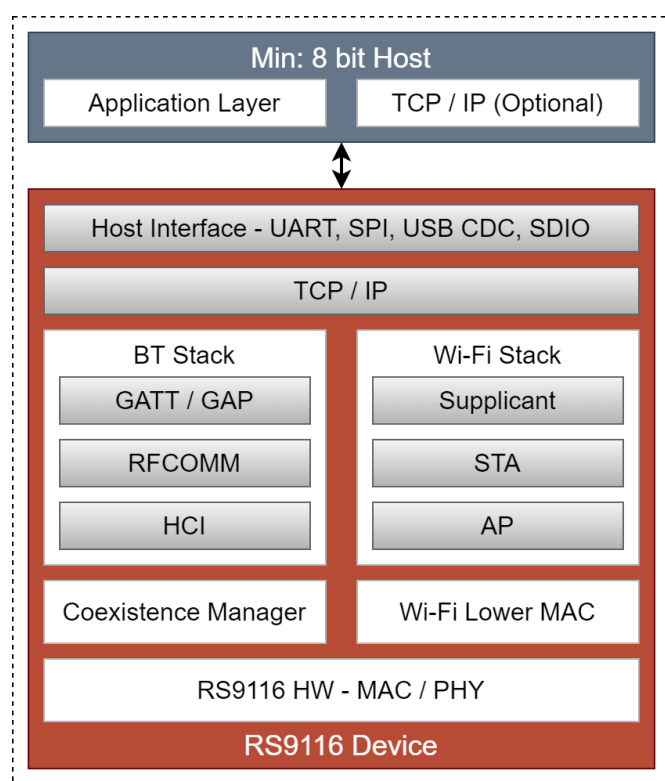 Min: 8 bit Host
Application Layer
TCP / IP (Optional)
Host Interface - UART, SPI, USB CDC, SDIO
TCP / IP
BT Stack
GATT / GAP
RFCOMM
HCI
Wi-Fi Stack
Supplicant
STA
AP
Coexistence Manager
Wi-Fi Lower MAC
RS9116 HW - MAC / PHY
RS9116 Device